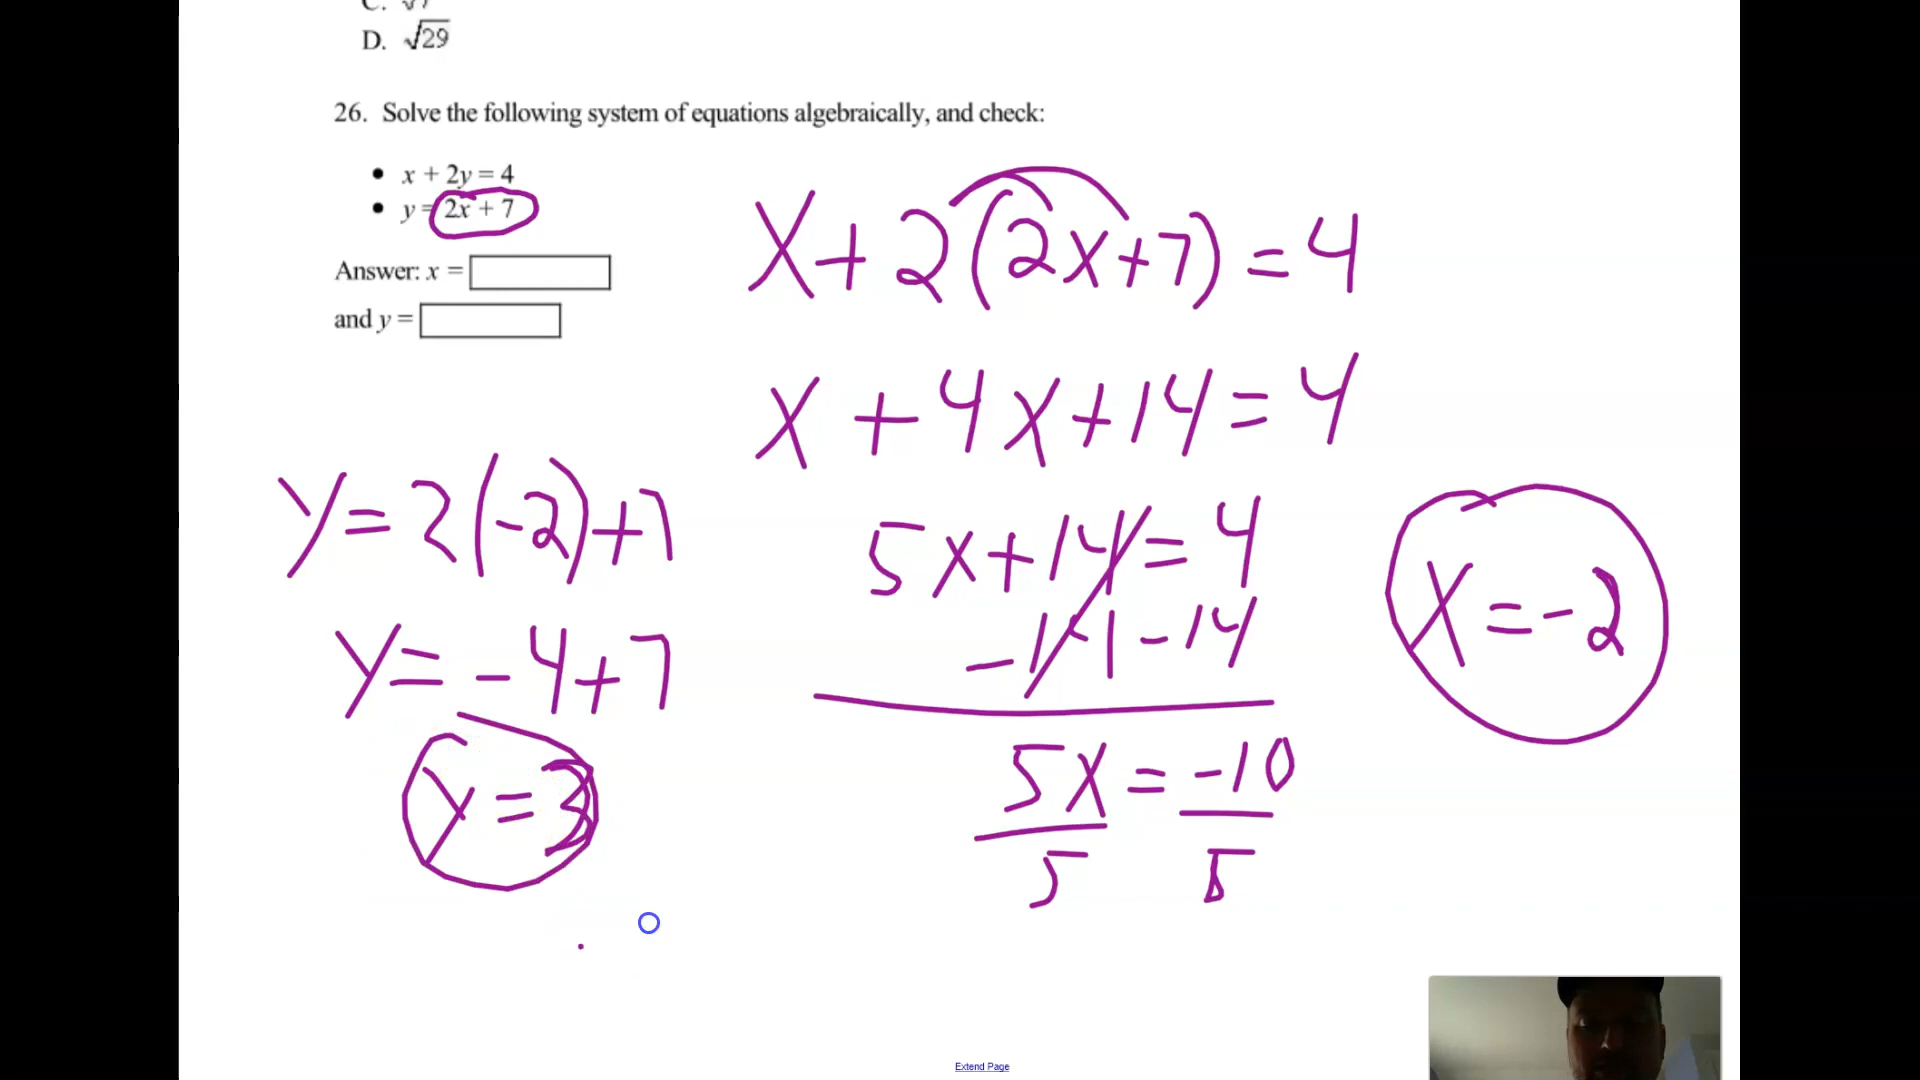 D. √29
26. Solve the following system of equations algebraically, and check:
• x + 2y = 4
• y = 2x + 7
Answer: x =
and y =
X+2(2x+7)=4
x+4x+14=4
5x+14=4
-14 -14
5x = -10
5 5
X=-2
y=2(-2)+7
y=-4+7
y=3
Extend Page